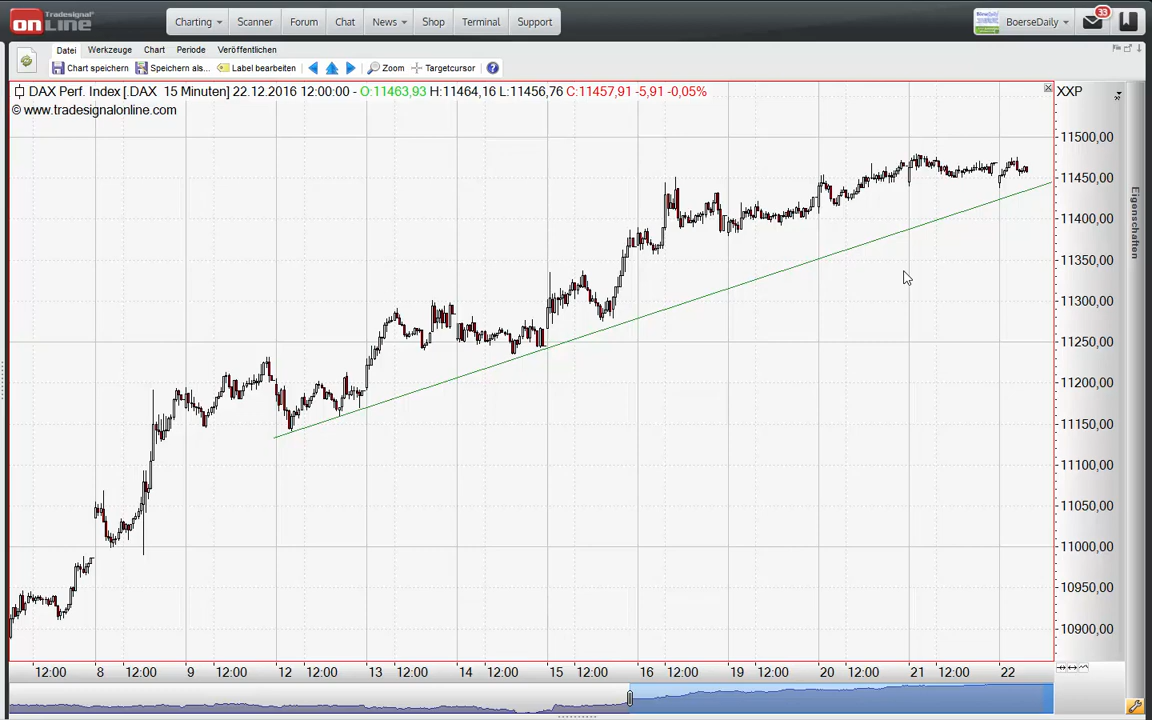 Tradesignal®
onLine
Charting
Scanner
Forum
Chat
News
Shop
Terminal
Support
BoerseDaily
33
Datei
Werkzeuge
Chart
Periode
Veröffentlichen
Chart speichern
Speichern als...
Label bearbeiten
Zoom
Targetcursor
DAX Perf. Index [.DAX 15 Minuten] 22.12.2016 12:00:00 - O:11463,93 H:11464,16 L:11456,76 C:11457,91 -5,91 -0,05%
© www.tradesignalonline.com
XXP
11500,00
11450,00
11400,00
11350,00
11300,00
11250,00
11200,00
11150,00
11100,00
11050,00
11000,00
10950,00
10900,00
Eigenschaften
12:00 8 12:00 9 12:00 12 12:00 13 12:00 14 12:00 15 12:00 16 12:00 19 12:00 20 12:00 21 12:00 22